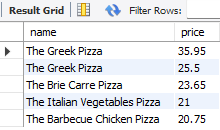 Result Grid Filter Rows:
name price
The Greek Pizza 35.95
The Greek Pizza 25.5
The Brie Carre Pizza 23.65
The Italian Vegetables Pizza 21
The Barbecue Chicken Pizza 20.75